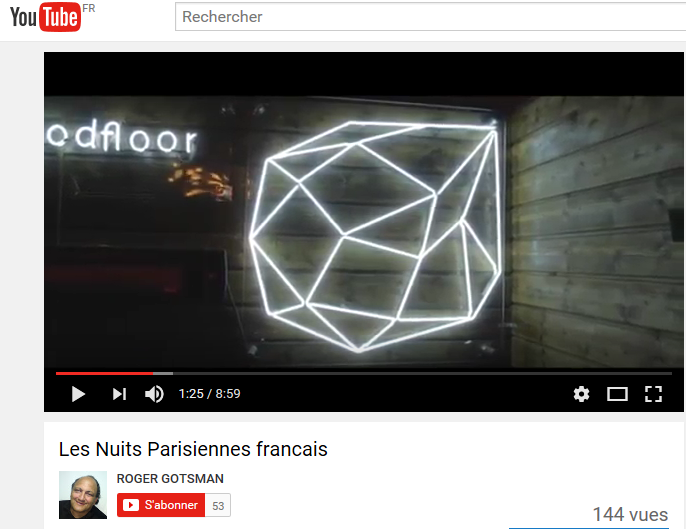 YouTube FR
Rechercher
odfloor
1:25 / 8:59
Les Nuits Parisiennes francais
ROGER GOTSMAN
S'abonner 53
144 vues